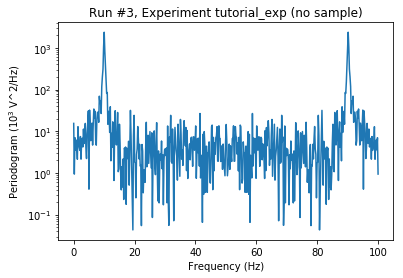 Run #3, Experiment tutorial_exp (no sample)
Periodogram (10³ V^2/Hz)
10³
10²
10¹
10⁰
10⁻¹
0 20 40 60 80 100
Frequency (Hz)